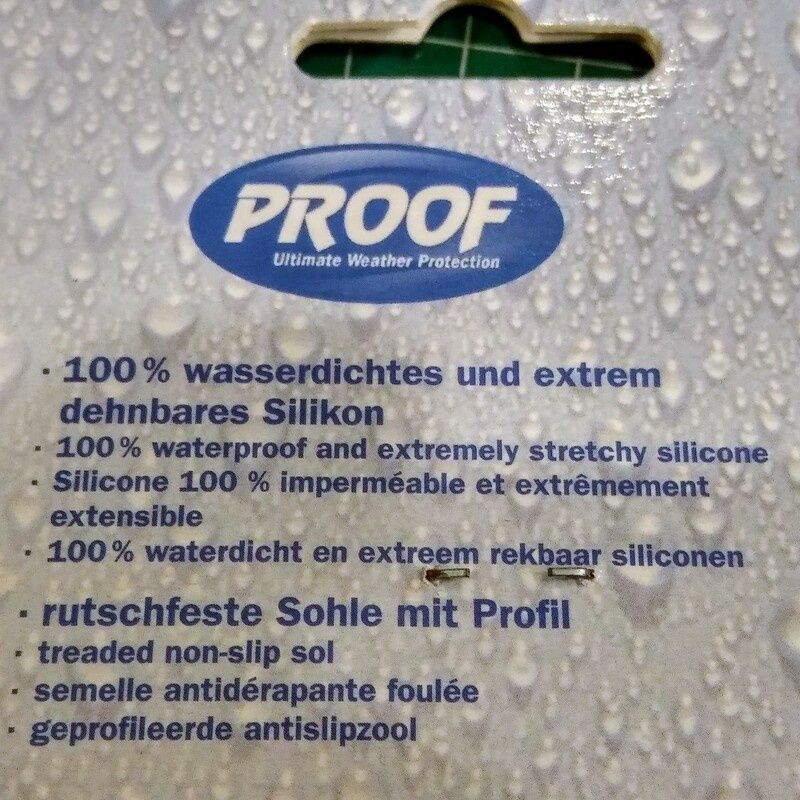 PROOF
Ultimate Weather Protection
· 100 % wasserdichtes und extrem
dehnbares Silikon
· 100 % waterproof and extremely stretchy silicone
· Silicone 100 % imperméable et extrêmement
extensible
· 100 % waterdicht en extreem rekbaar siliconen
· rutschfeste Sohle mit Profil
· treaded non-slip sol
· semelle antidérapante foulée
· geprofileerde antislipzool